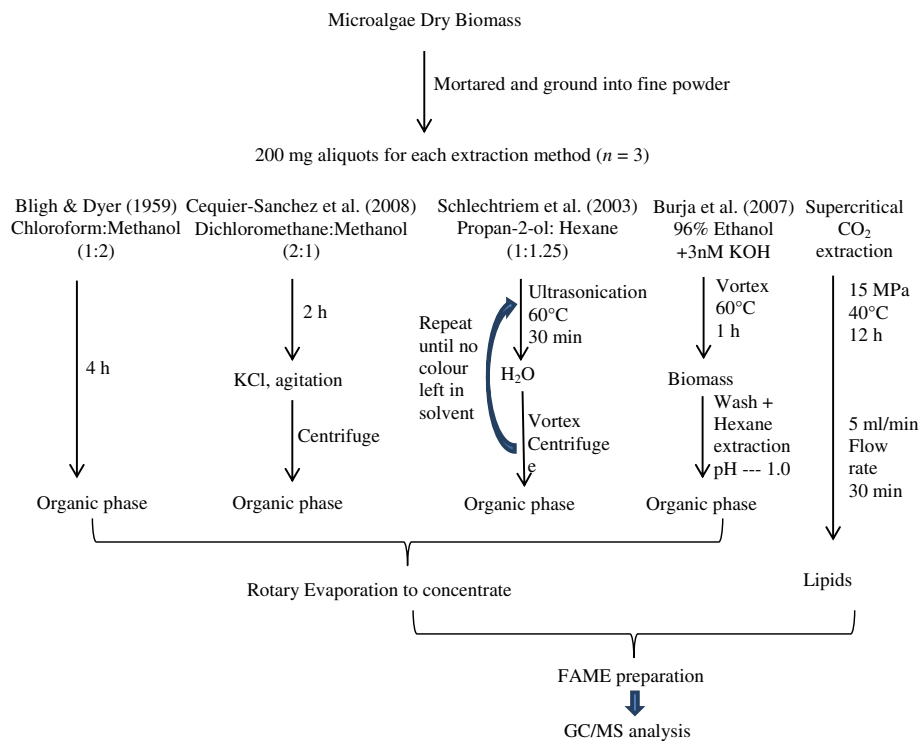 Microalgae Dry Biomass
Mortared and ground into fine powder
200 mg aliquots for each extraction method (n = 3)
Bligh & Dyer (1959)
Chloroform:Methanol
(1:2)
4 h
Organic phase
Cequier-Sanchez et al. (2008)
Dichloromethane:Methanol
(2:1)
2 h
KCl, agitation
Centrifuge
Organic phase
Schlechtriem et al. (2003)
Propan-2-ol: Hexane
(1:1.25)
Ultrasonication
60°C
30 min
Repeat
until no
colour
left in
solvent
H₂O
Vortex
Centrifuge
e
Organic phase
Burja et al. (2007)
96% Ethanol
+3nM KOH
Vortex
60°C
1 h
Biomass
Wash +
Hexane
extraction
pH --- 1.0
Organic phase
Supercritical
CO₂
extraction
15 MPa
40°C
12 h
5 ml/min
Flow
rate
30 min
Lipids
Rotary Evaporation to concentrate
FAME preparation
GC/MS analysis